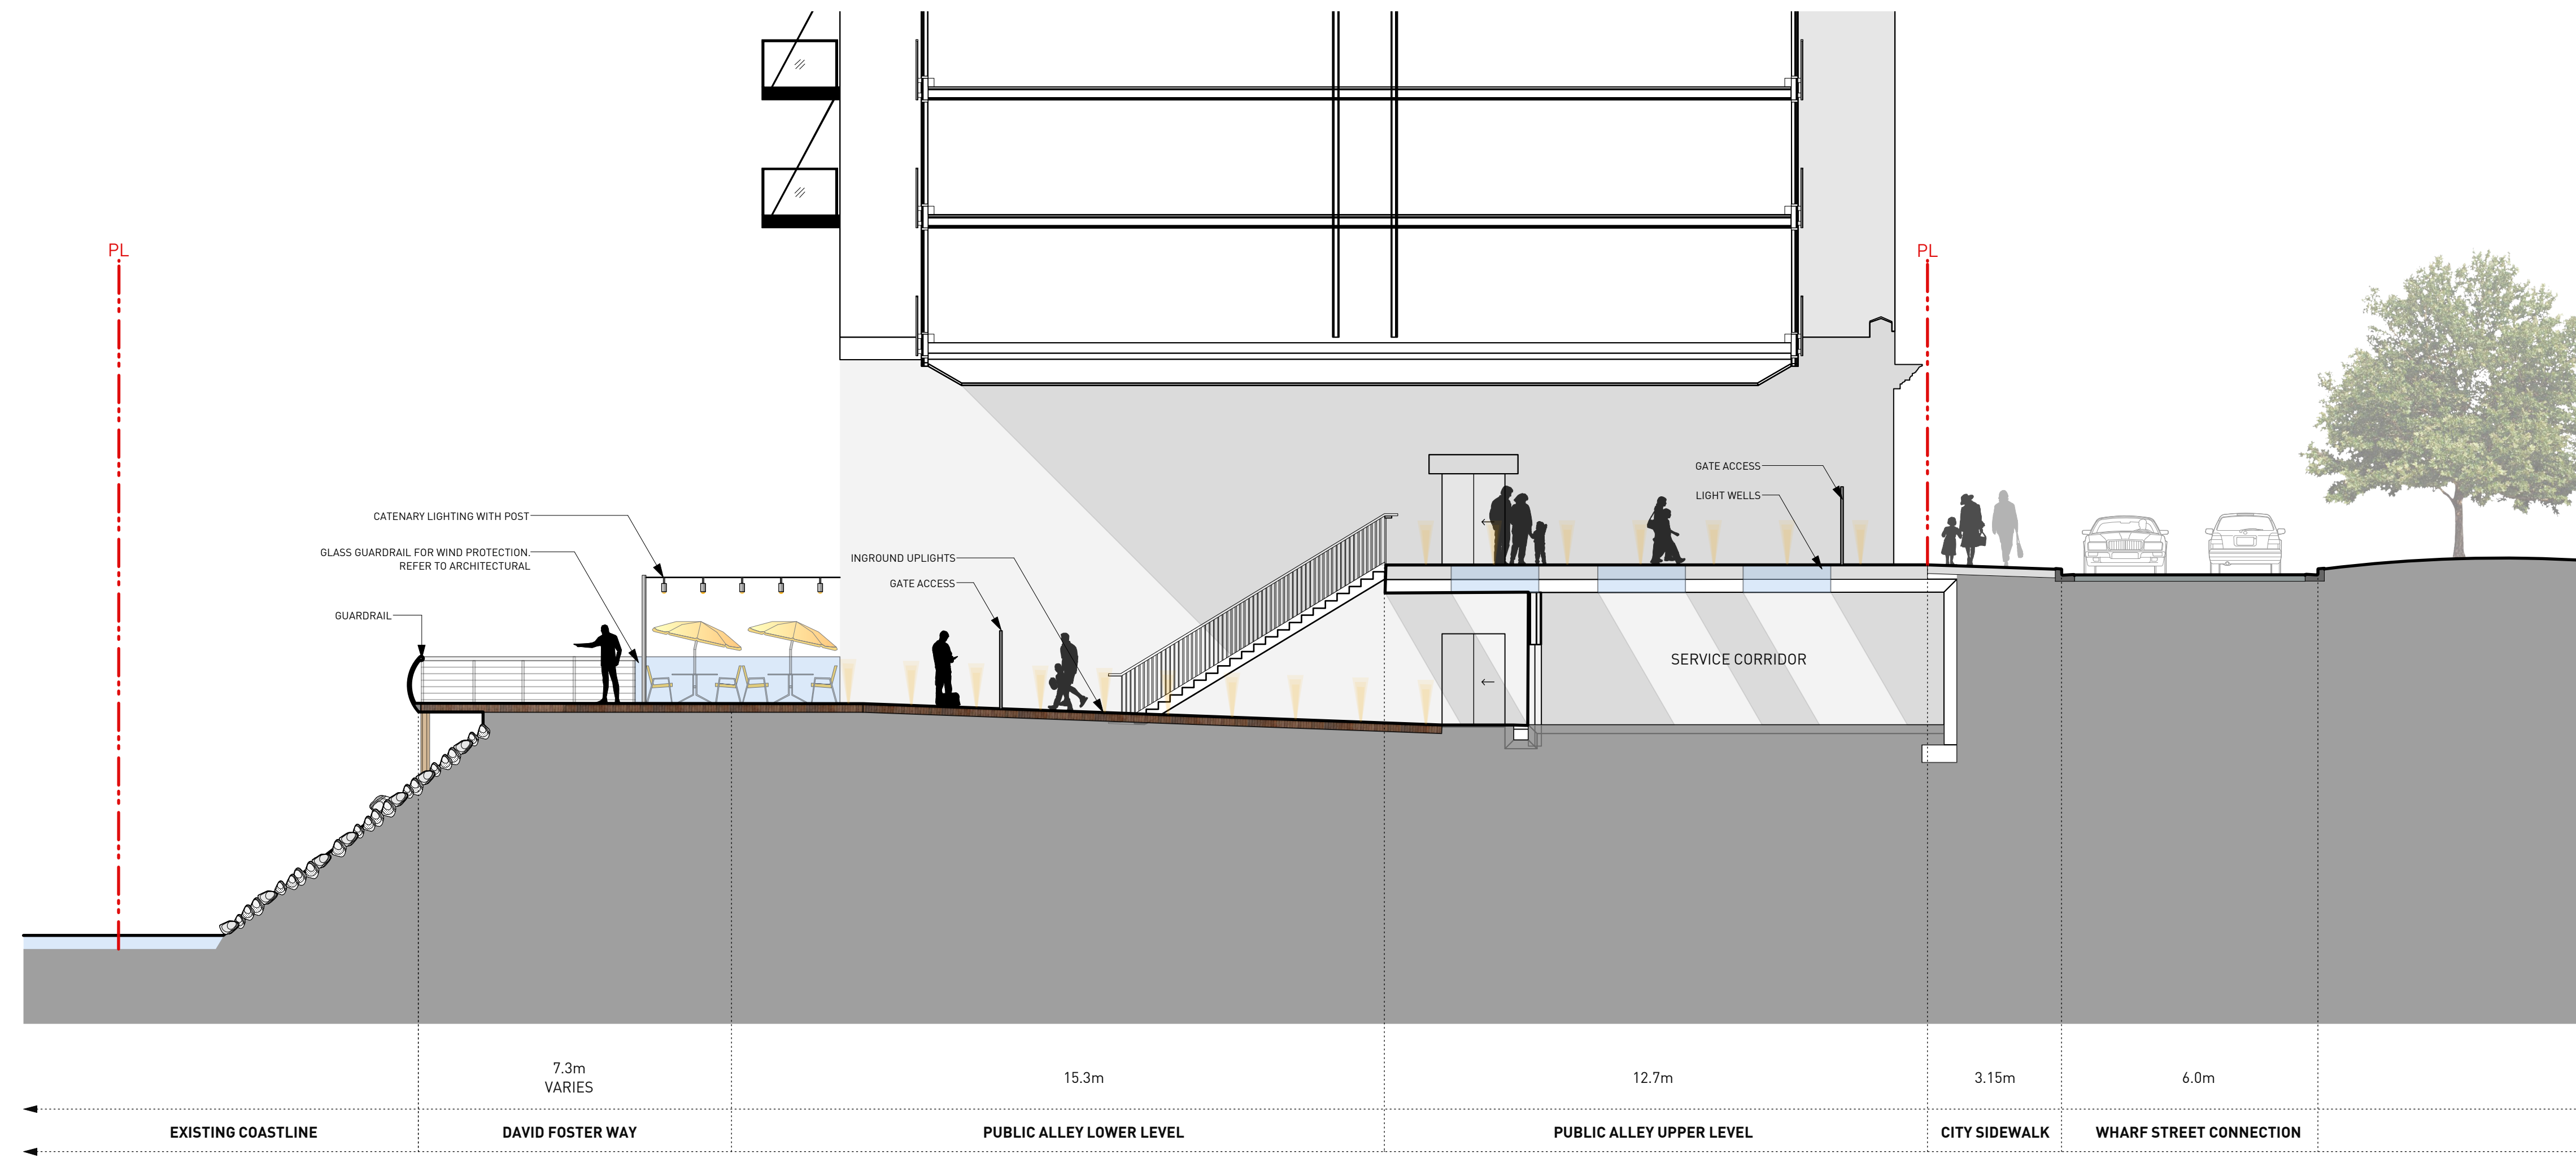 PL
PL
GATE ACCESS
LIGHT WELLS
CATENARY LIGHTING WITH POST
GLASS GUARDRAIL FOR WIND PROTECTION.
REFER TO ARCHITECTURAL
INGROUND UPLIGHTS
GATE ACCESS
GUARDRAIL
SERVICE CORRIDOR
7.3m
VARIES
15.3m
12.7m
3.15m
6.0m
EXISTING COASTLINE
DAVID FOSTER WAY
PUBLIC ALLEY LOWER LEVEL
PUBLIC ALLEY UPPER LEVEL
CITY SIDEWALK
WHARF STREET CONNECTION